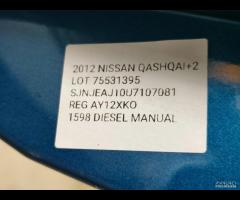 2012 NISSAN QASHQAI+2
LOT 75531395
SJNJEAJ10U7107081
REG AY12XKO
1598 DIESEL MANUAL